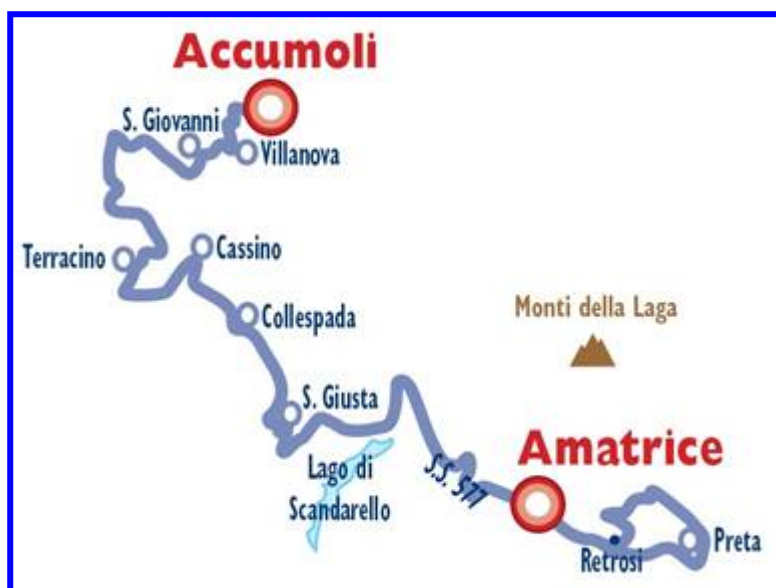 Accumoli
S. Giovanni
Villanova
Cassino
Terracino
Monti della Laga
Collespada
S. Giusta
Amatrice
Lago di
Scandarello
S.S. 577
Preta
Retrosi